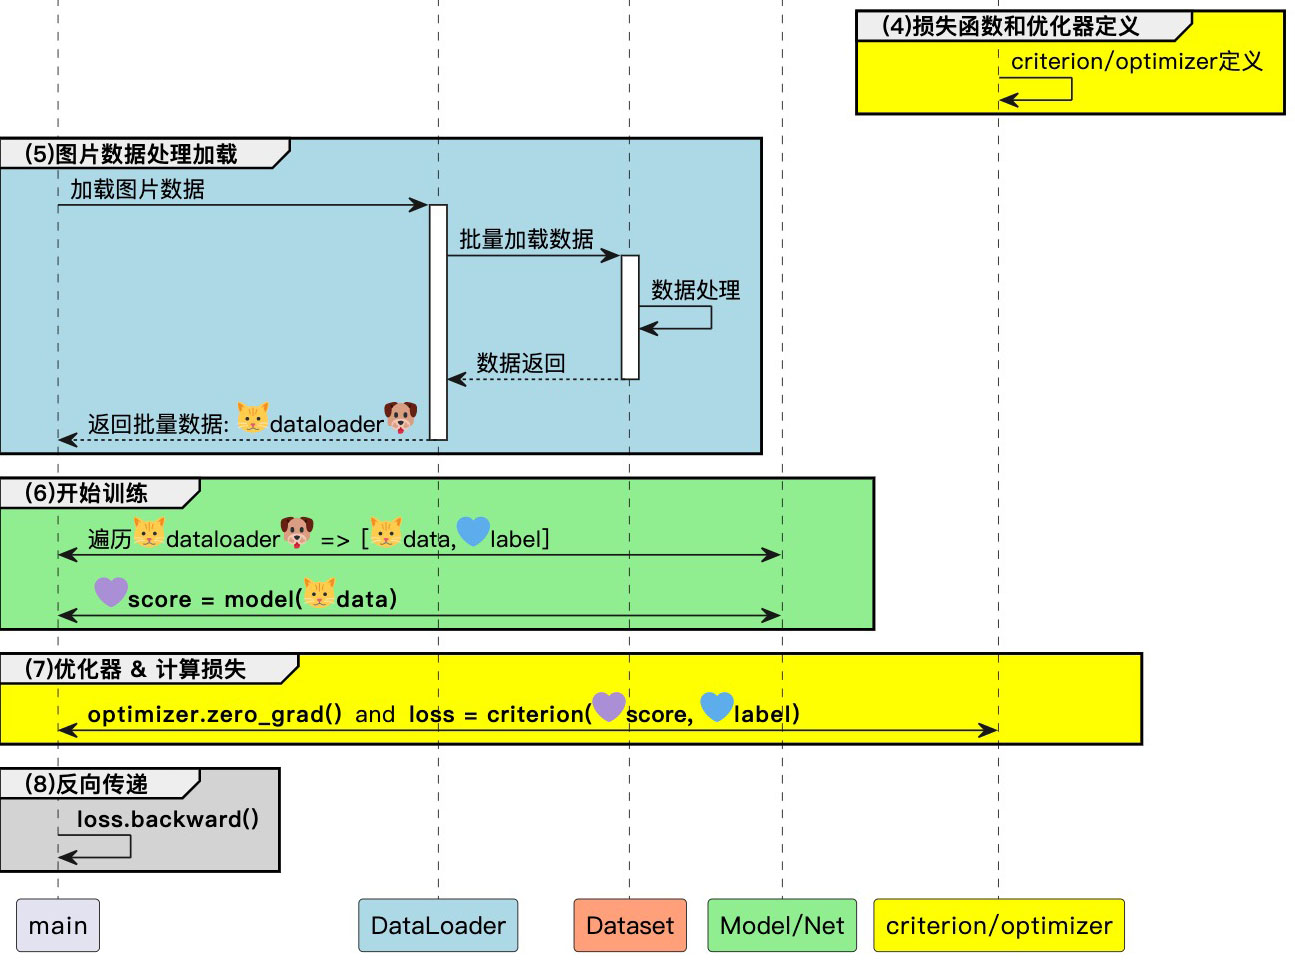 (4)损失函数和优化器定义
criterion/optimizer定义
(5)图片数据处理加载
加载图片数据
批量加载数据
数据处理
数据返回
返回批量数据: 🐱dataloader🐶
(6)开始训练
遍历🐱dataloader🐶 => [🐱data,💙label]
💜score = model(🐱data)
(7)优化器 & 计算损失
optimizer.zero_grad() and loss = criterion(💜score, 💙label)
(8)反向传递
loss.backward()
main
DataLoader
Dataset
Model/Net
criterion/optimizer